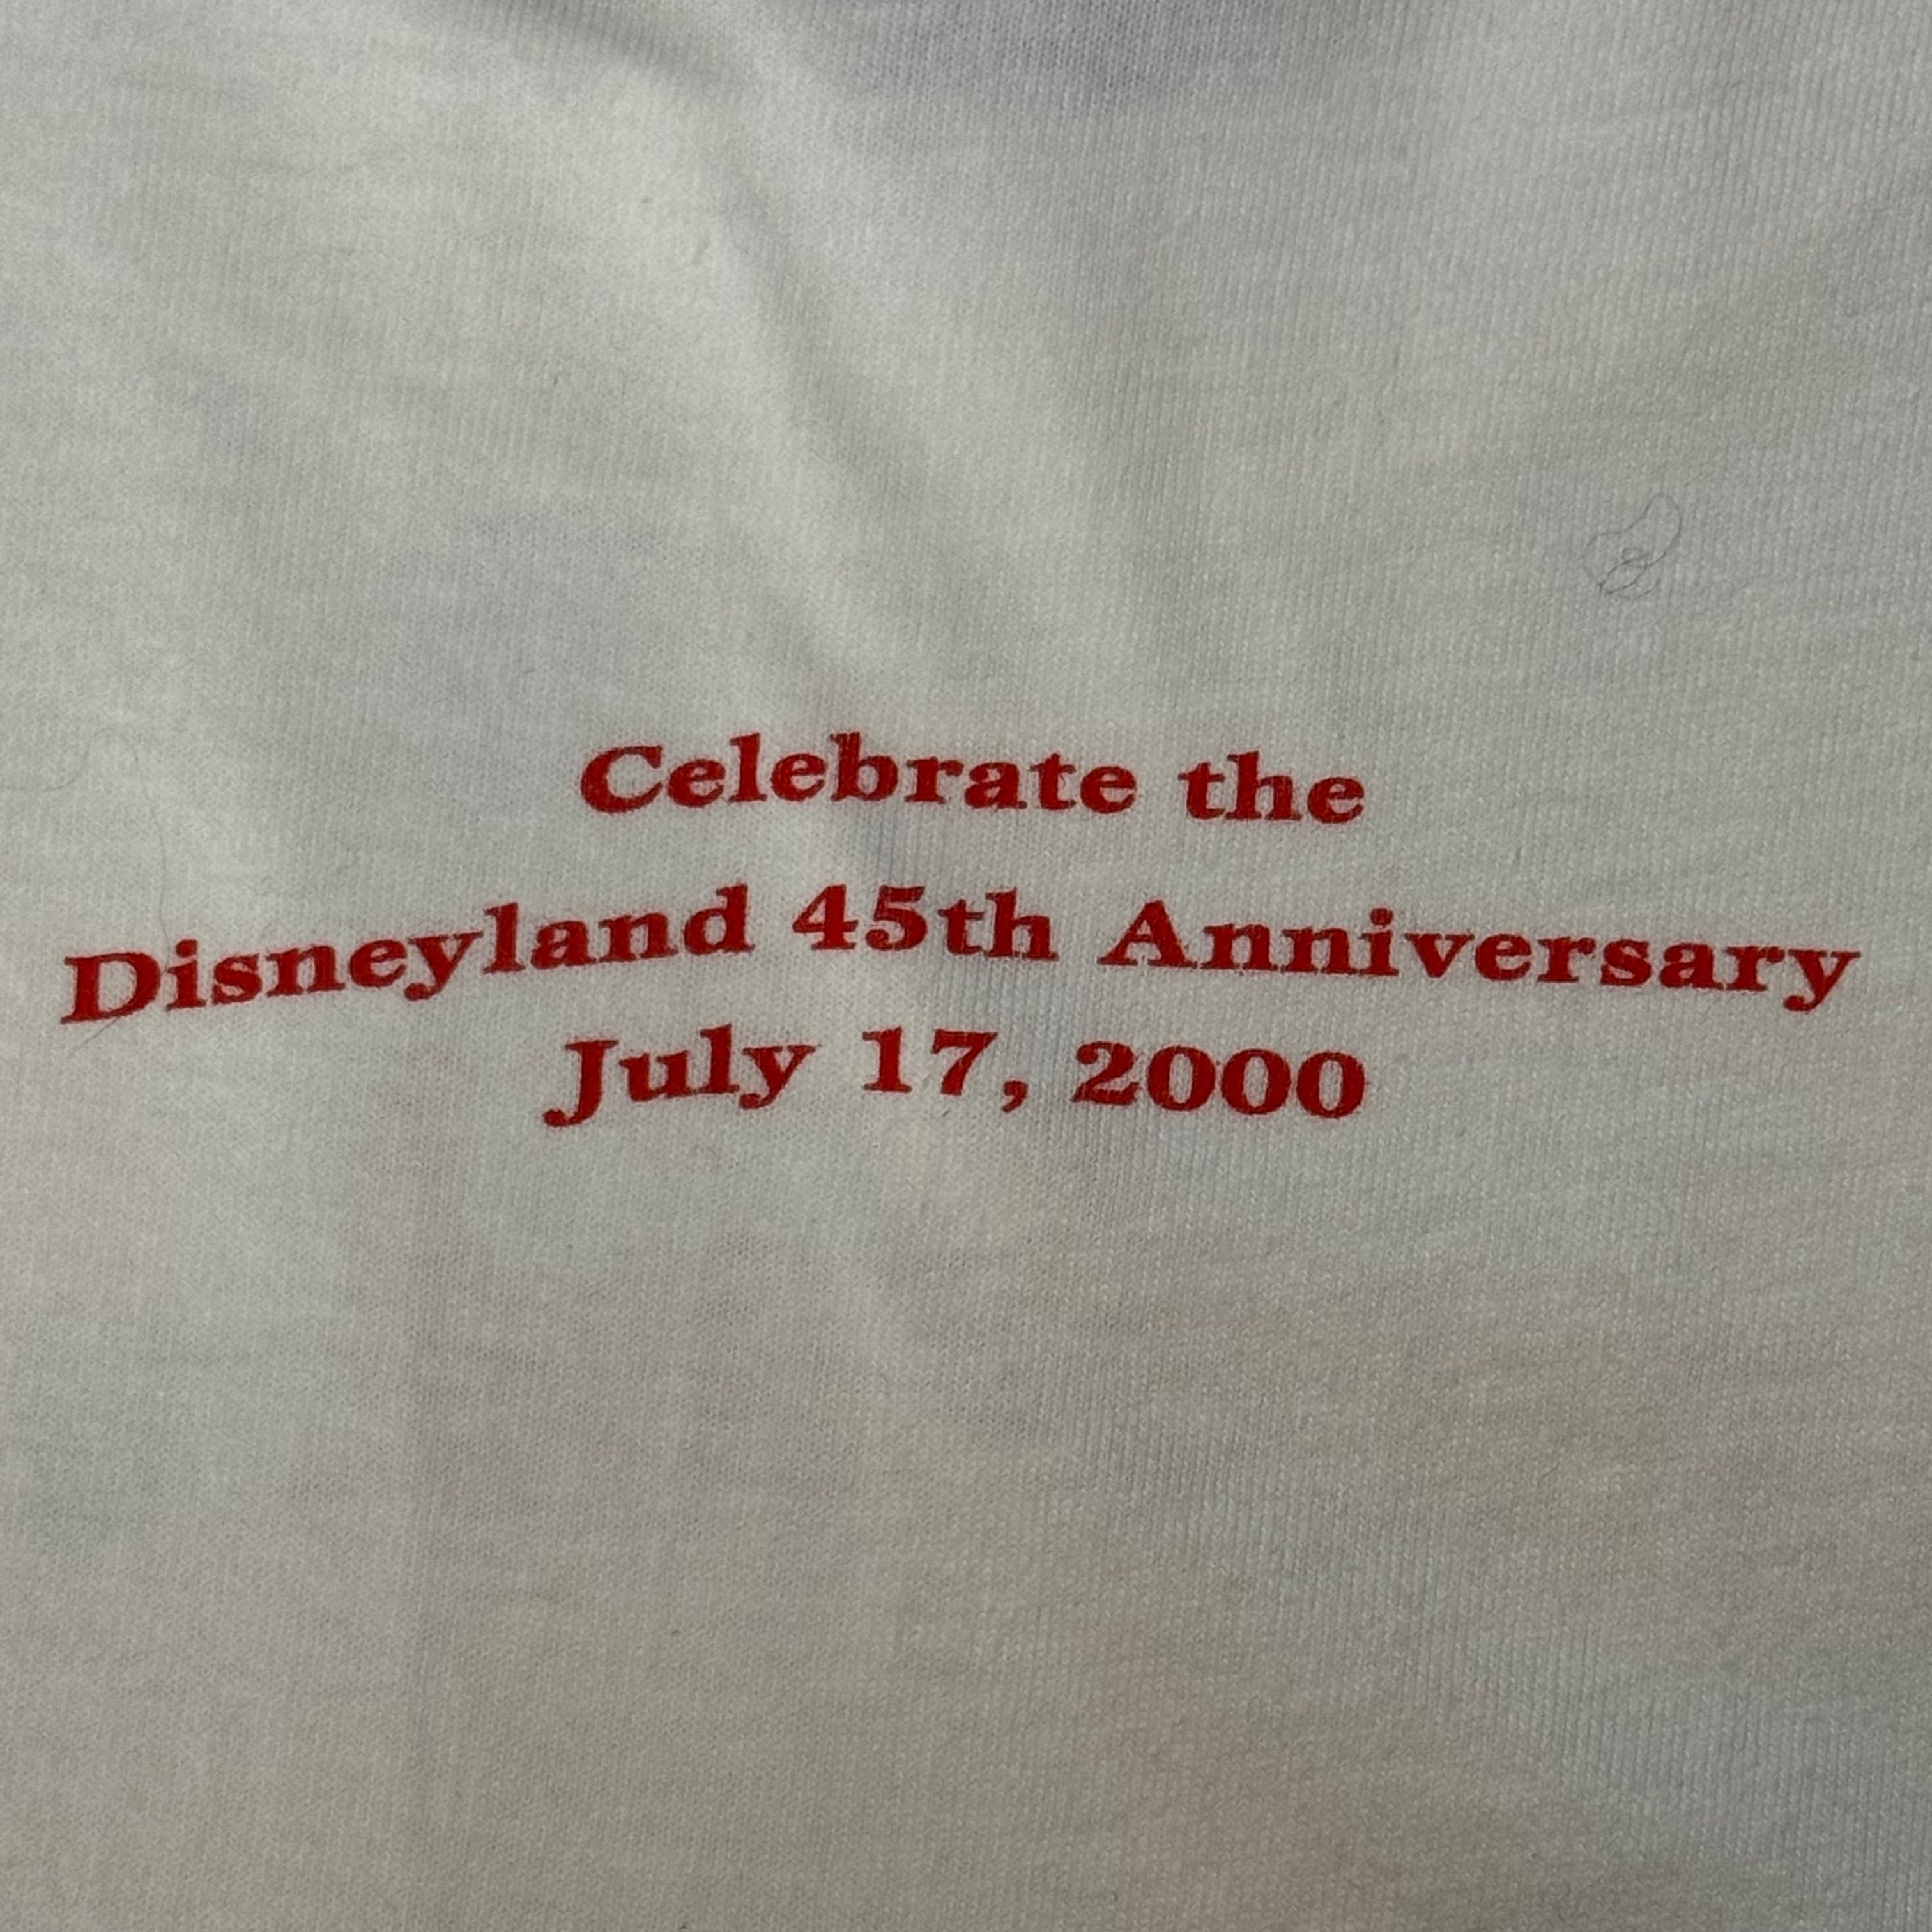 Celebrate the
Disneyland 45th Anniversary
July 17, 2000